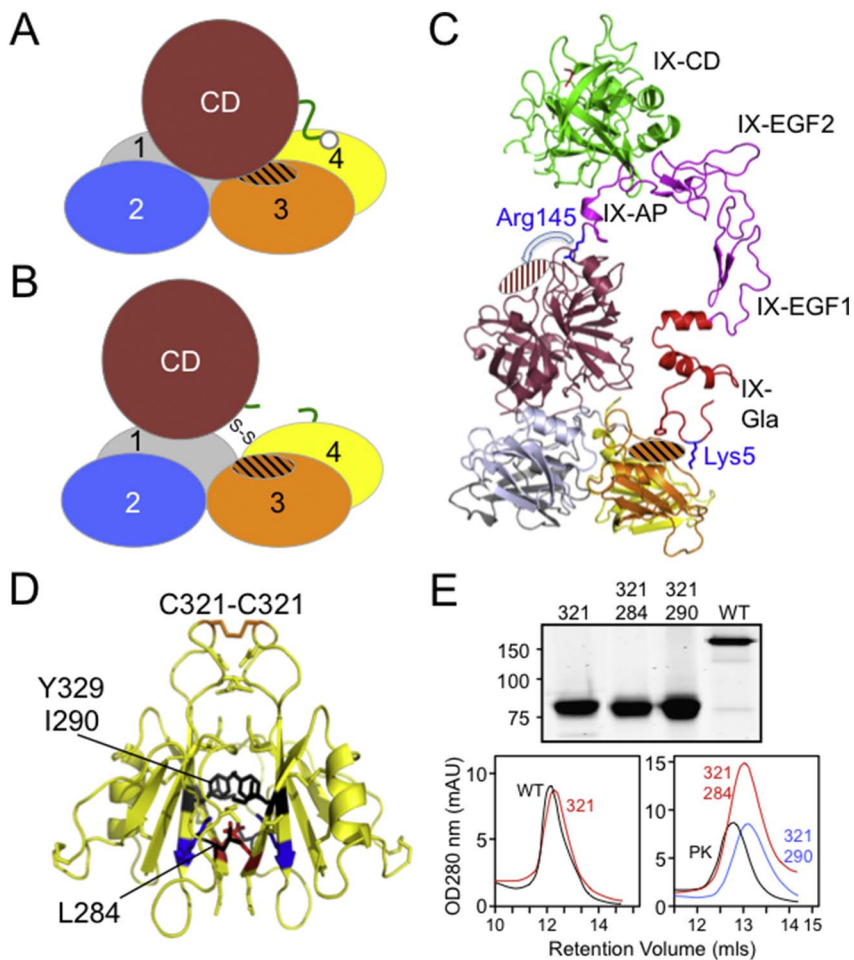 A
CD
1
4
2
3
B
CD
S-S
1
4
2
3
C
IX-CD
IX-EGF2
IX-AP
Arg145
IX-EGF1
IX-
Gla
Lys5
D
C321-C321
Y329
I290
L284
E
321
321
284
321
290
WT
150
100
75
OD280 nm (mAU)
10
5
0
WT
321
10
12
14
15
10
5
0
321
284
PK
321
290
12
13
14
15
Retention Volume (mls)